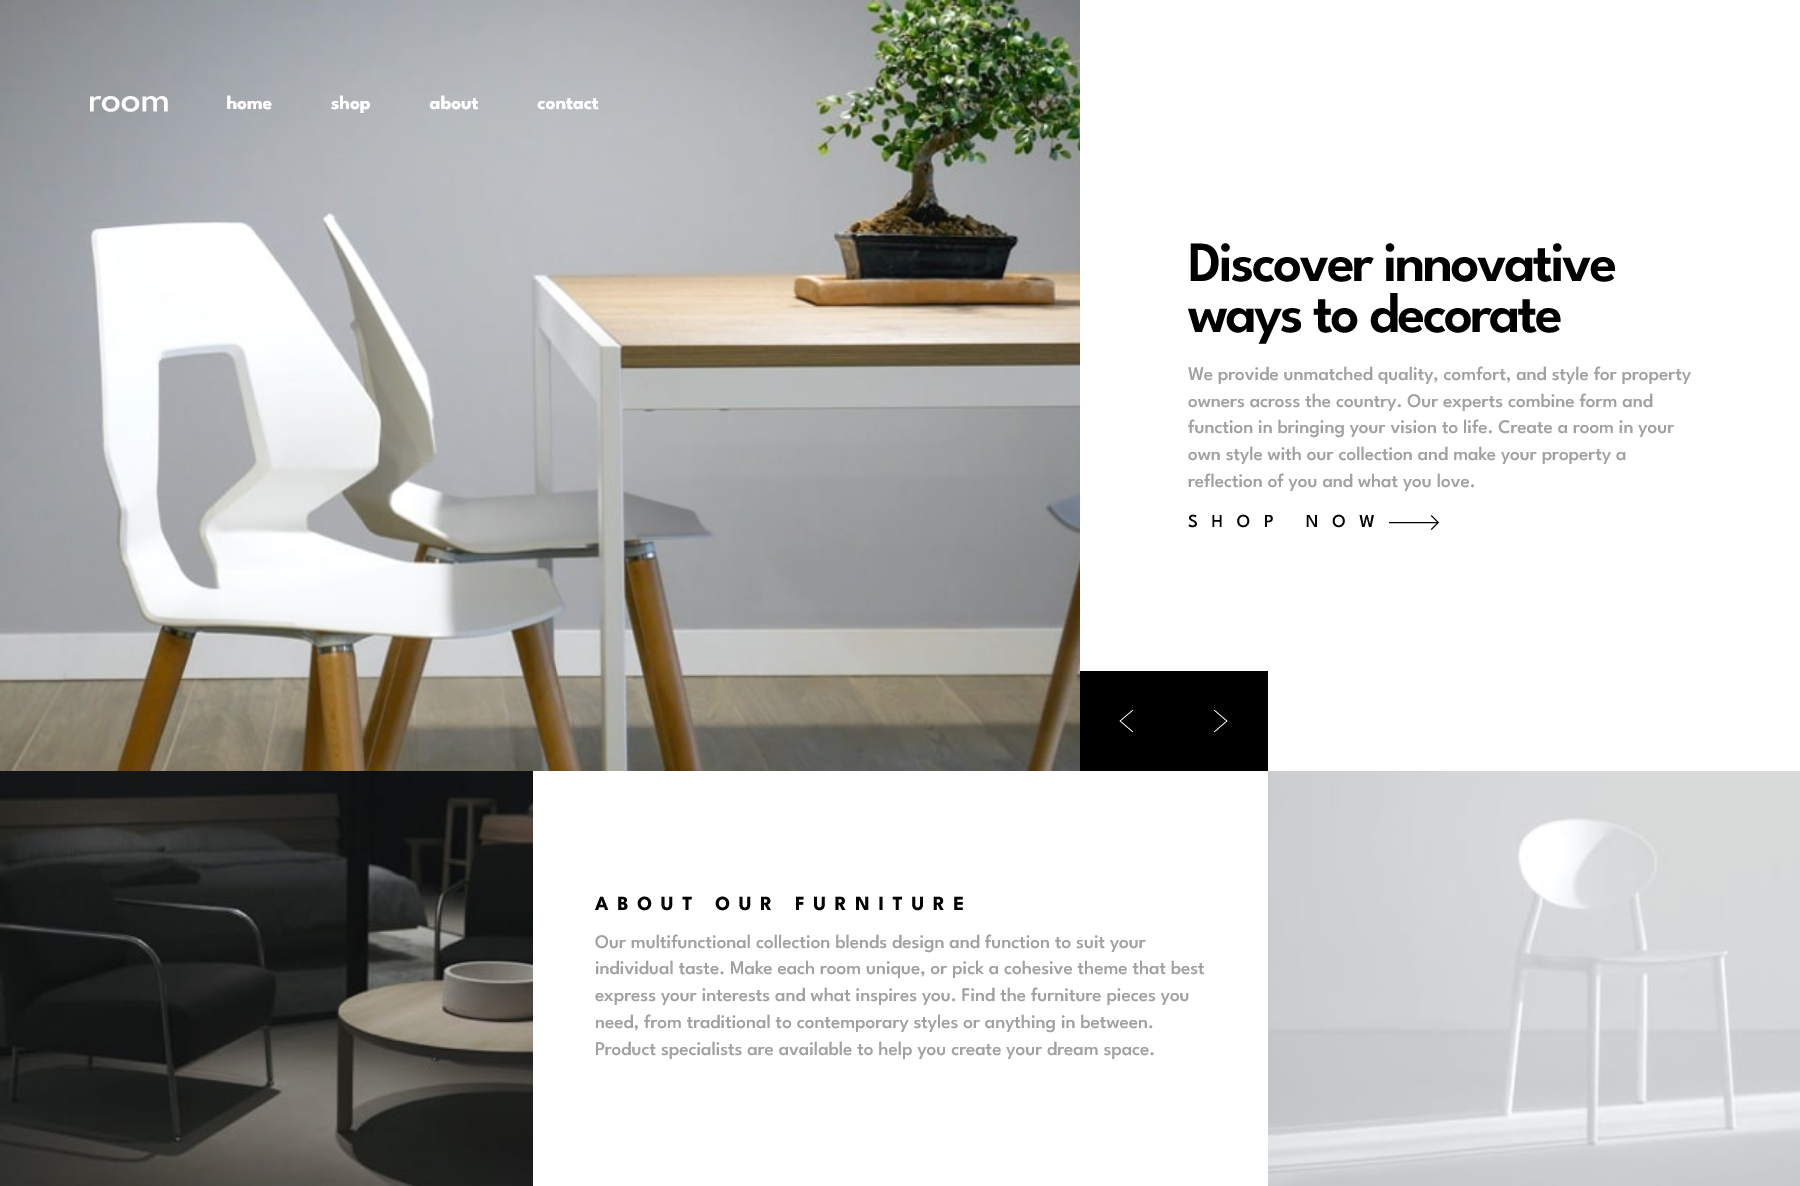 room home shop about contact
Discover innovative
ways to decorate
We provide unmatched quality, comfort, and style for property
owners across the country. Our experts combine form and
function in bringing your vision to life. Create a room in your
own style with our collection and make your property a
reflection of you and what you love.
SHOP NOW
ABOUT OUR FURNITURE
Our multifunctional collection blends design and function to suit your
individual taste. Make each room unique, or pick a cohesive theme that best
express your interests and what inspires you. Find the furniture pieces you
need, from traditional to contemporary styles or anything in between.
Product specialists are available to help you create your dream space.